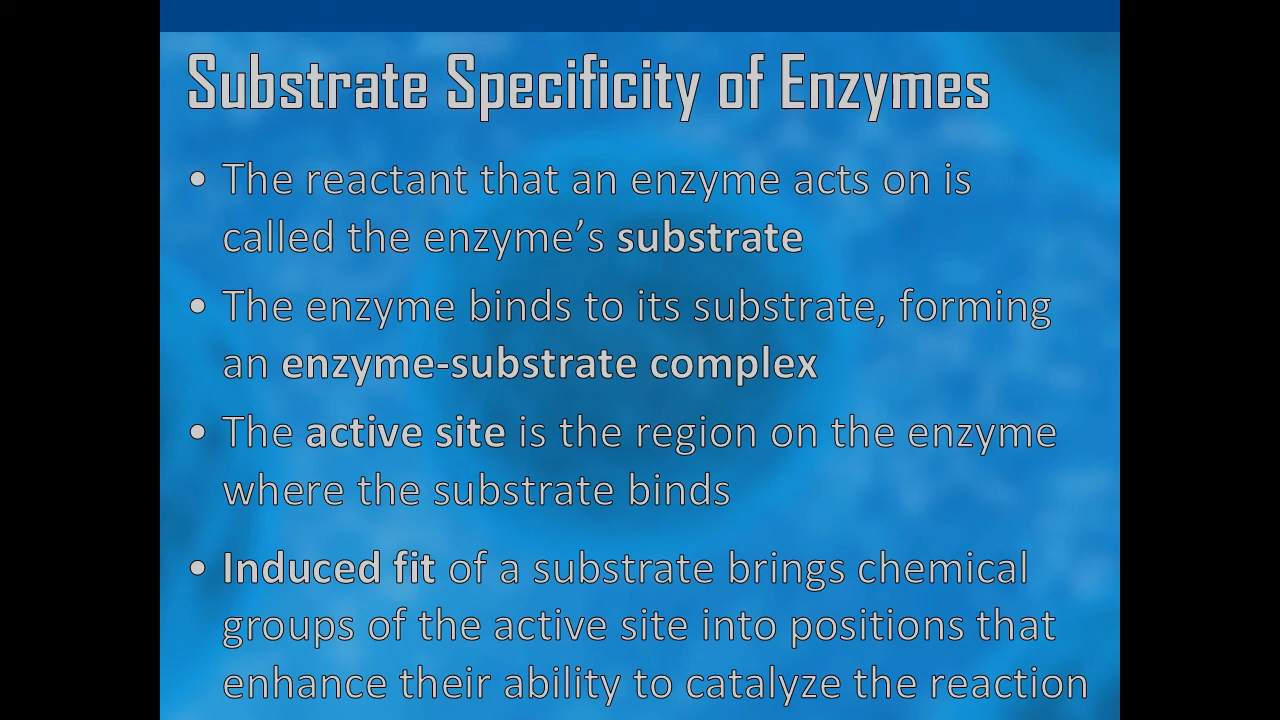 Substrate Specificity of Enzymes
• The reactant that an enzyme acts on is
called the enzyme’s substrate
• The enzyme binds to its substrate, forming
an enzyme-substrate complex
• The active site is the region on the enzyme
where the substrate binds
• Induced fit of a substrate brings chemical
groups of the active site into positions that
enhance their ability to catalyze the reaction